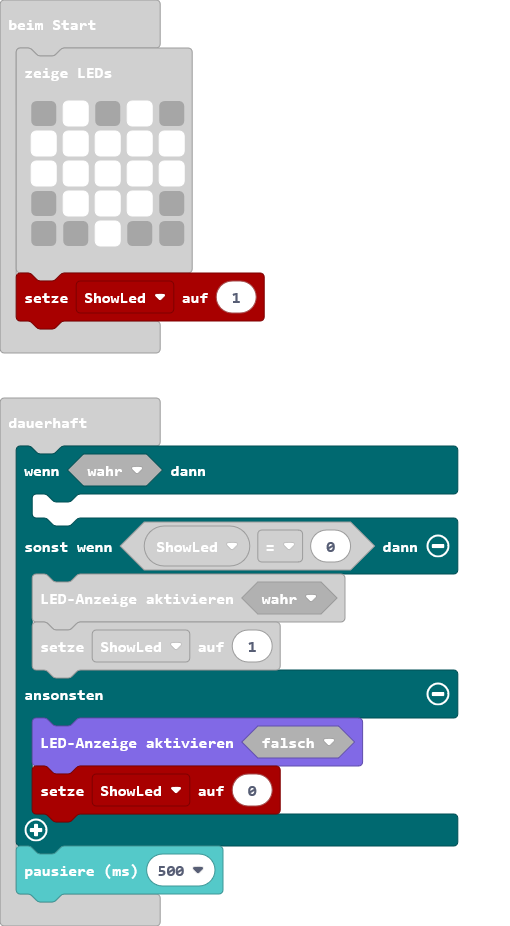 beim Start
zeige LEDs
setze ShowLed auf 1
dauerhaft
wenn wahr dann
sonst wenn ShowLed = 0 dann
LED-Anzeige aktivieren wahr
setze ShowLed auf 1
ansonsten
LED-Anzeige aktivieren falsch
setze ShowLed auf 0
pausiere (ms) 500